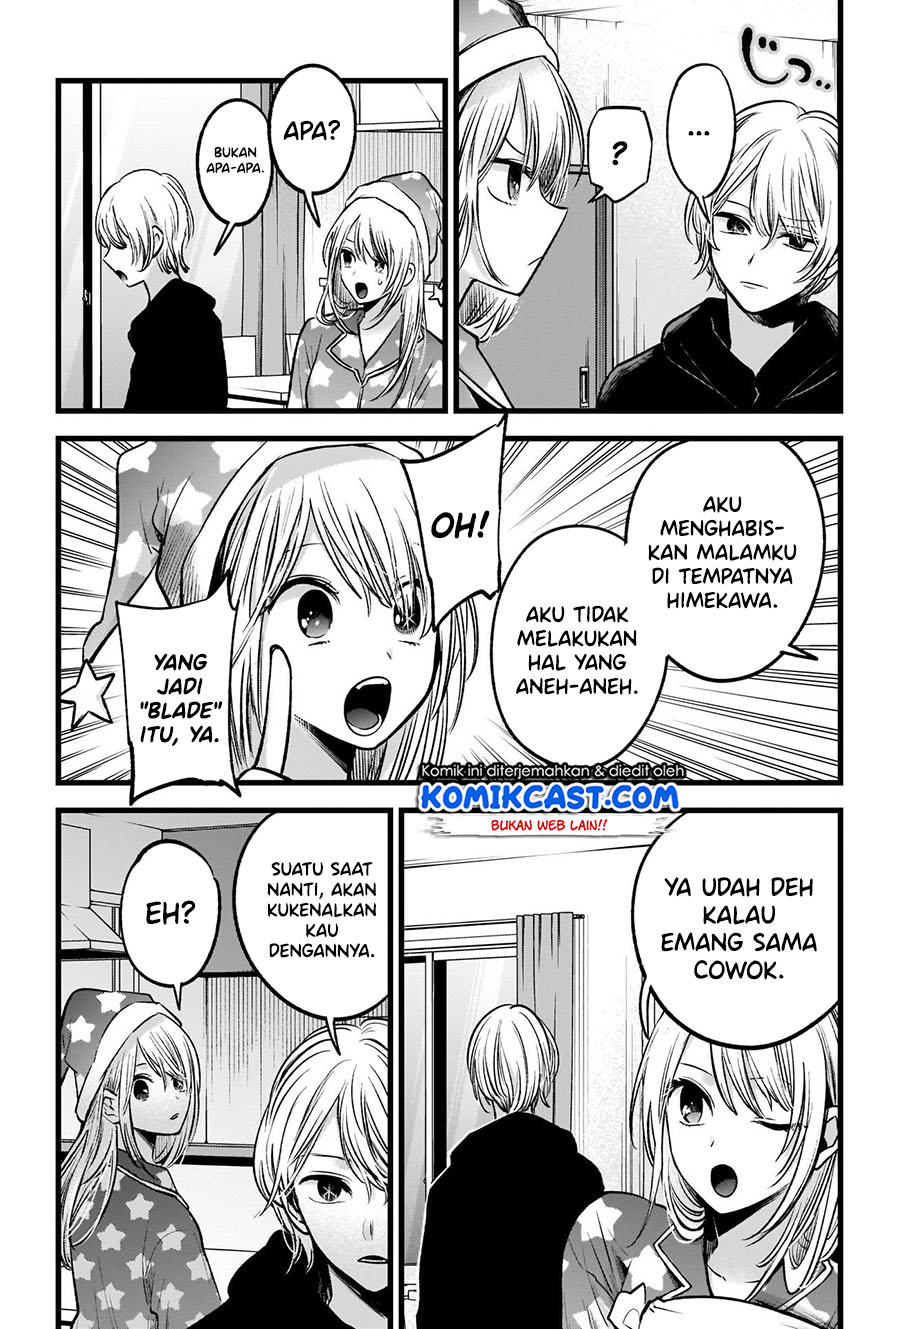 じっ..
...
?
APA?
BUKAN
APA-APA.
AKU
MENGHABIS-
KAN MALAMKU
DI TEMPATNYA
HIMEKAWA.
AKU TIDAK
MELAKUKAN
HAL YANG
ANEH-ANEH.
OH!
YANG
JADI
"BLADE"
ITU, YA.
Komik ini diterjemahkan & diedit oleh
KOMIKCAST.COM
BUKAN WEB LAIN!!
YA UDAH DEH
KALAU
EMANG SAMA
COWOK.
SUATU SAAT
NANTI, AKAN
KUKENALKAN
KAU
DENGANNYA.
EH?